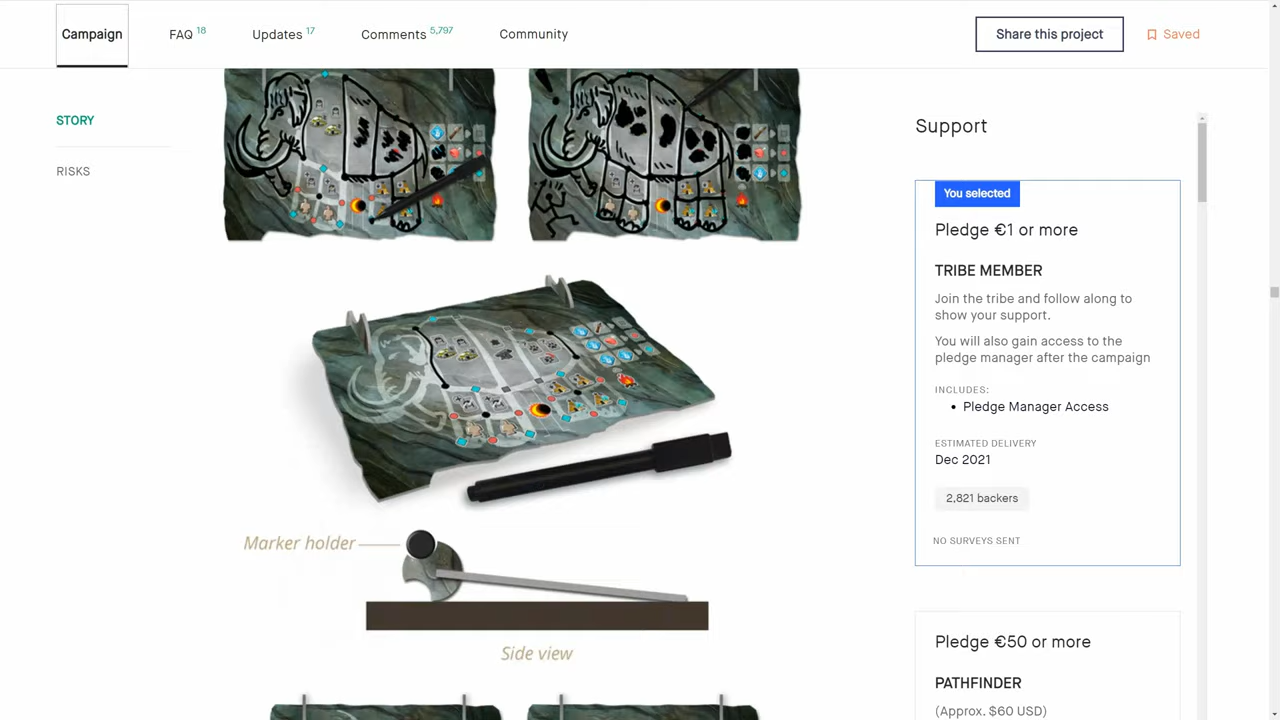 Campaign
FAQ 18
Updates 17
Comments 5,797
Community
Share this project
Saved
STORY
RISKS
Marker holder
Side view
Support
You selected
Pledge €1 or more
TRIBE MEMBER
Join the tribe and follow along to
show your support.
You will also gain access to the
pledge manager after the campaign
INCLUDES:
• Pledge Manager Access
ESTIMATED DELIVERY
Dec 2021
2,821 backers
NO SURVEYS SENT
Pledge €50 or more
PATHFINDER
(Approx. $60 USD)